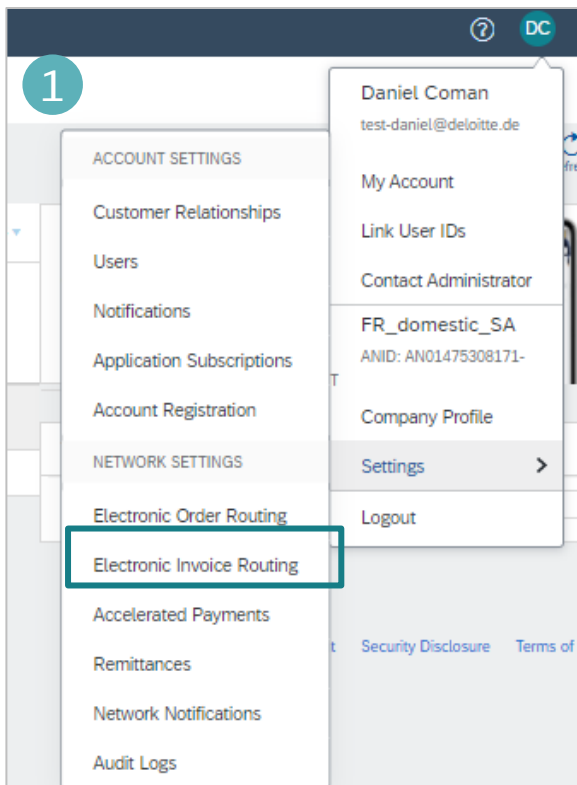 DC
1
Daniel Coman
test-daniel@deloitte.de
My Account
Link User IDs
Contact Administrator
FR_domestic_SA
ANID: AN01475308171-
Company Profile
Settings
Logout
ACCOUNT SETTINGS
Customer Relationships
Users
Notifications
Application Subscriptions
Account Registration
NETWORK SETTINGS
Electronic Order Routing
Electronic Invoice Routing
Accelerated Payments
Remittances
Network Notifications
Audit Logs
T
t Security Disclosure Terms of